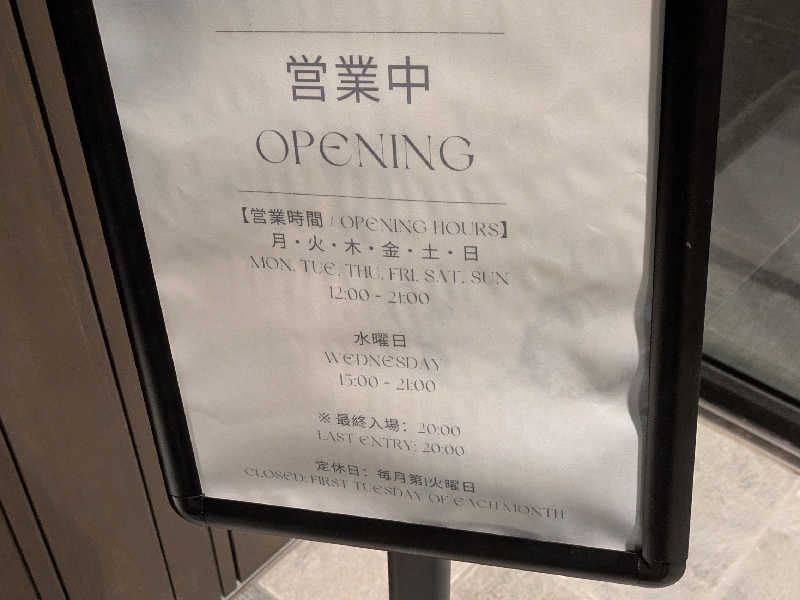 営業中
OPENING
【営業時間 / OPENING HOURS】
月・火・木・金・土・日
MON, TUE, THU, FRI, SAT, SUN
12:00 - 21:00
水曜日
WEDNESDAY
15:00 - 21:00
※ 最終入場： 20:00
LAST ENTRY: 20:00
定休日： 毎月第1火曜日
CLOSED: FIRST TUESDAY OF EACH MONTH